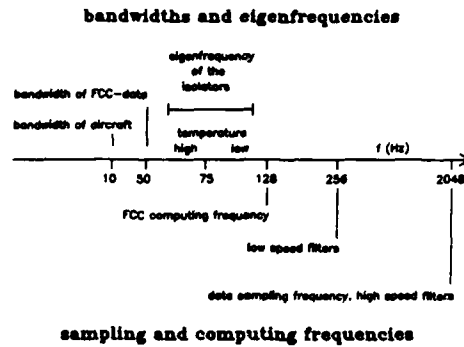 bandwidths and eigenfrequencies
eigenfrequency
of the
isolators
bandwidth of FCC-data
bandwidth of aircraft
temperature
high low
f (Hz)
10 50 75 128 256 2048
FCC computing frequency
low speed filters
data sampling frequency, high speed filters
sampling and computing frequencies